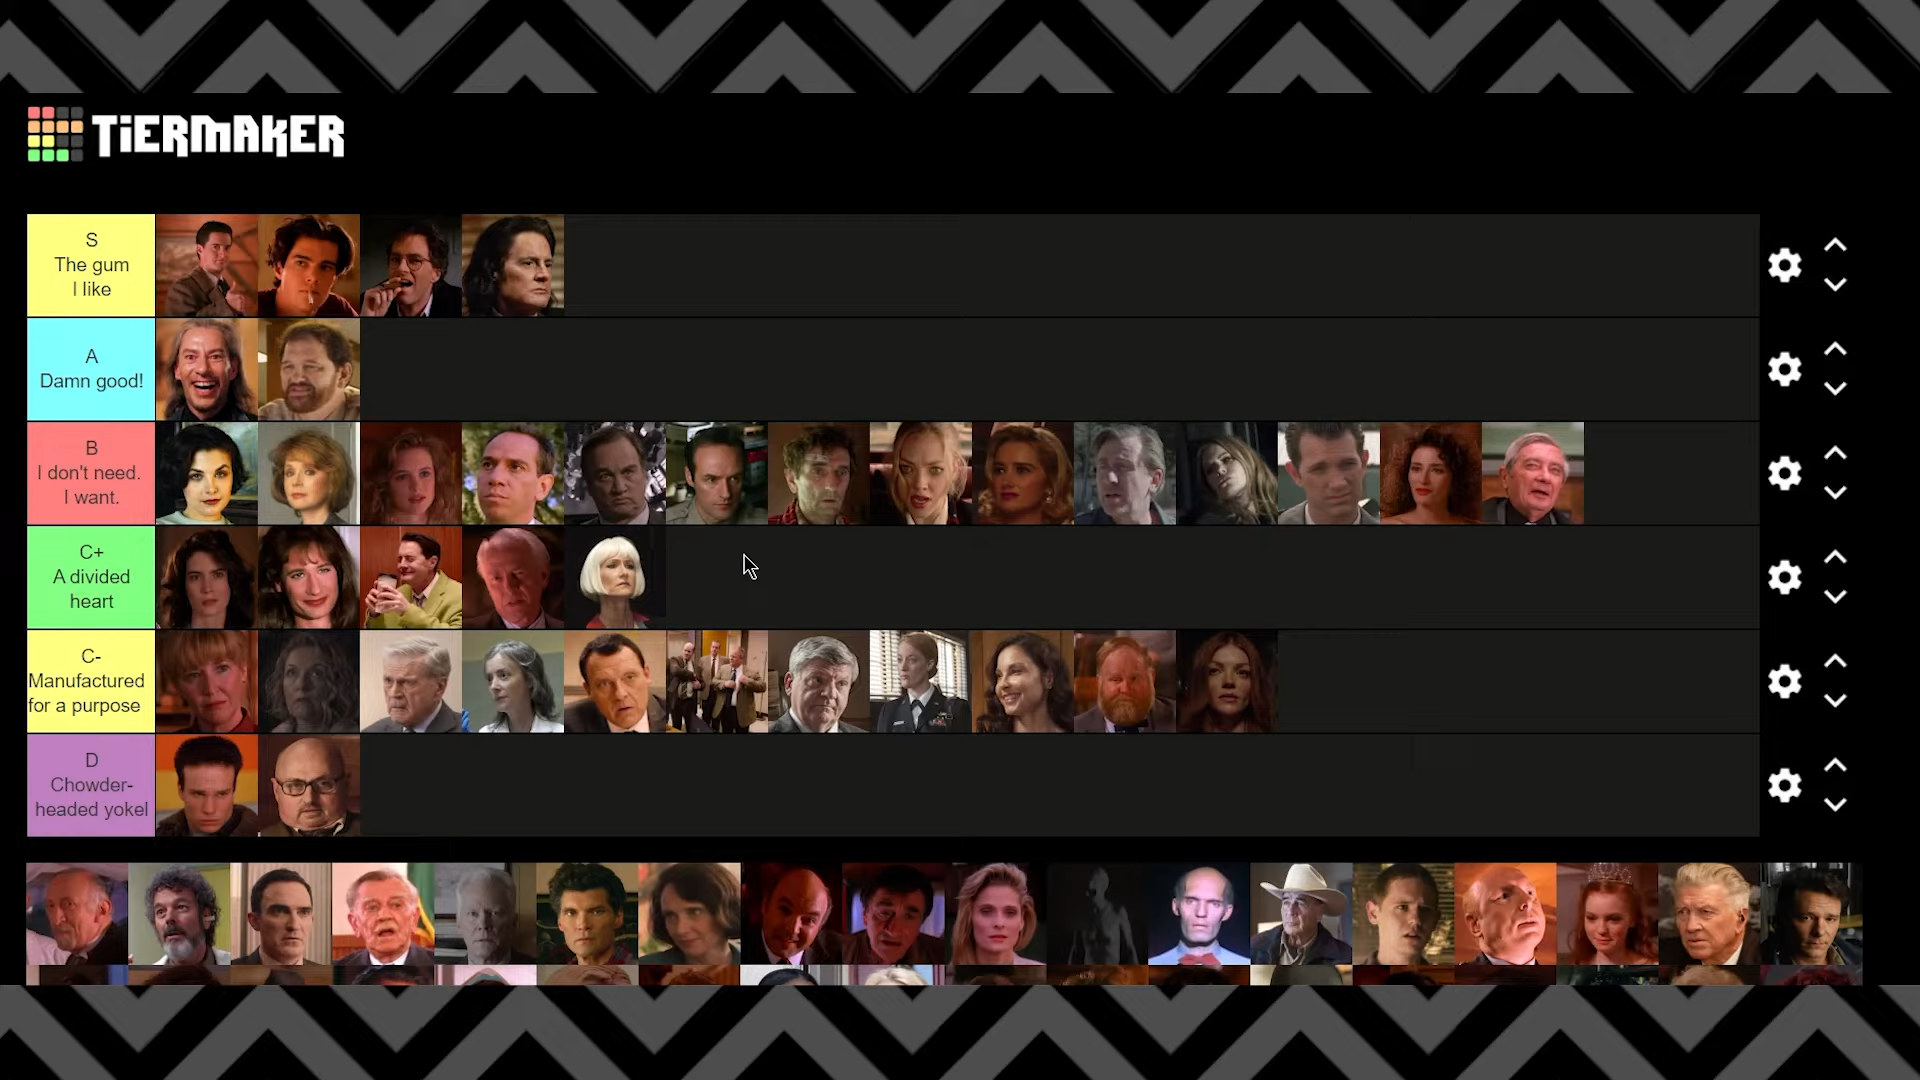 TiERMAKER
S
The gum
I like
A
Damn good!
B
I don't need.
I want.
C+
A divided
heart
C-
Manufactured
for a purpose
D
Chowder-
headed yokel